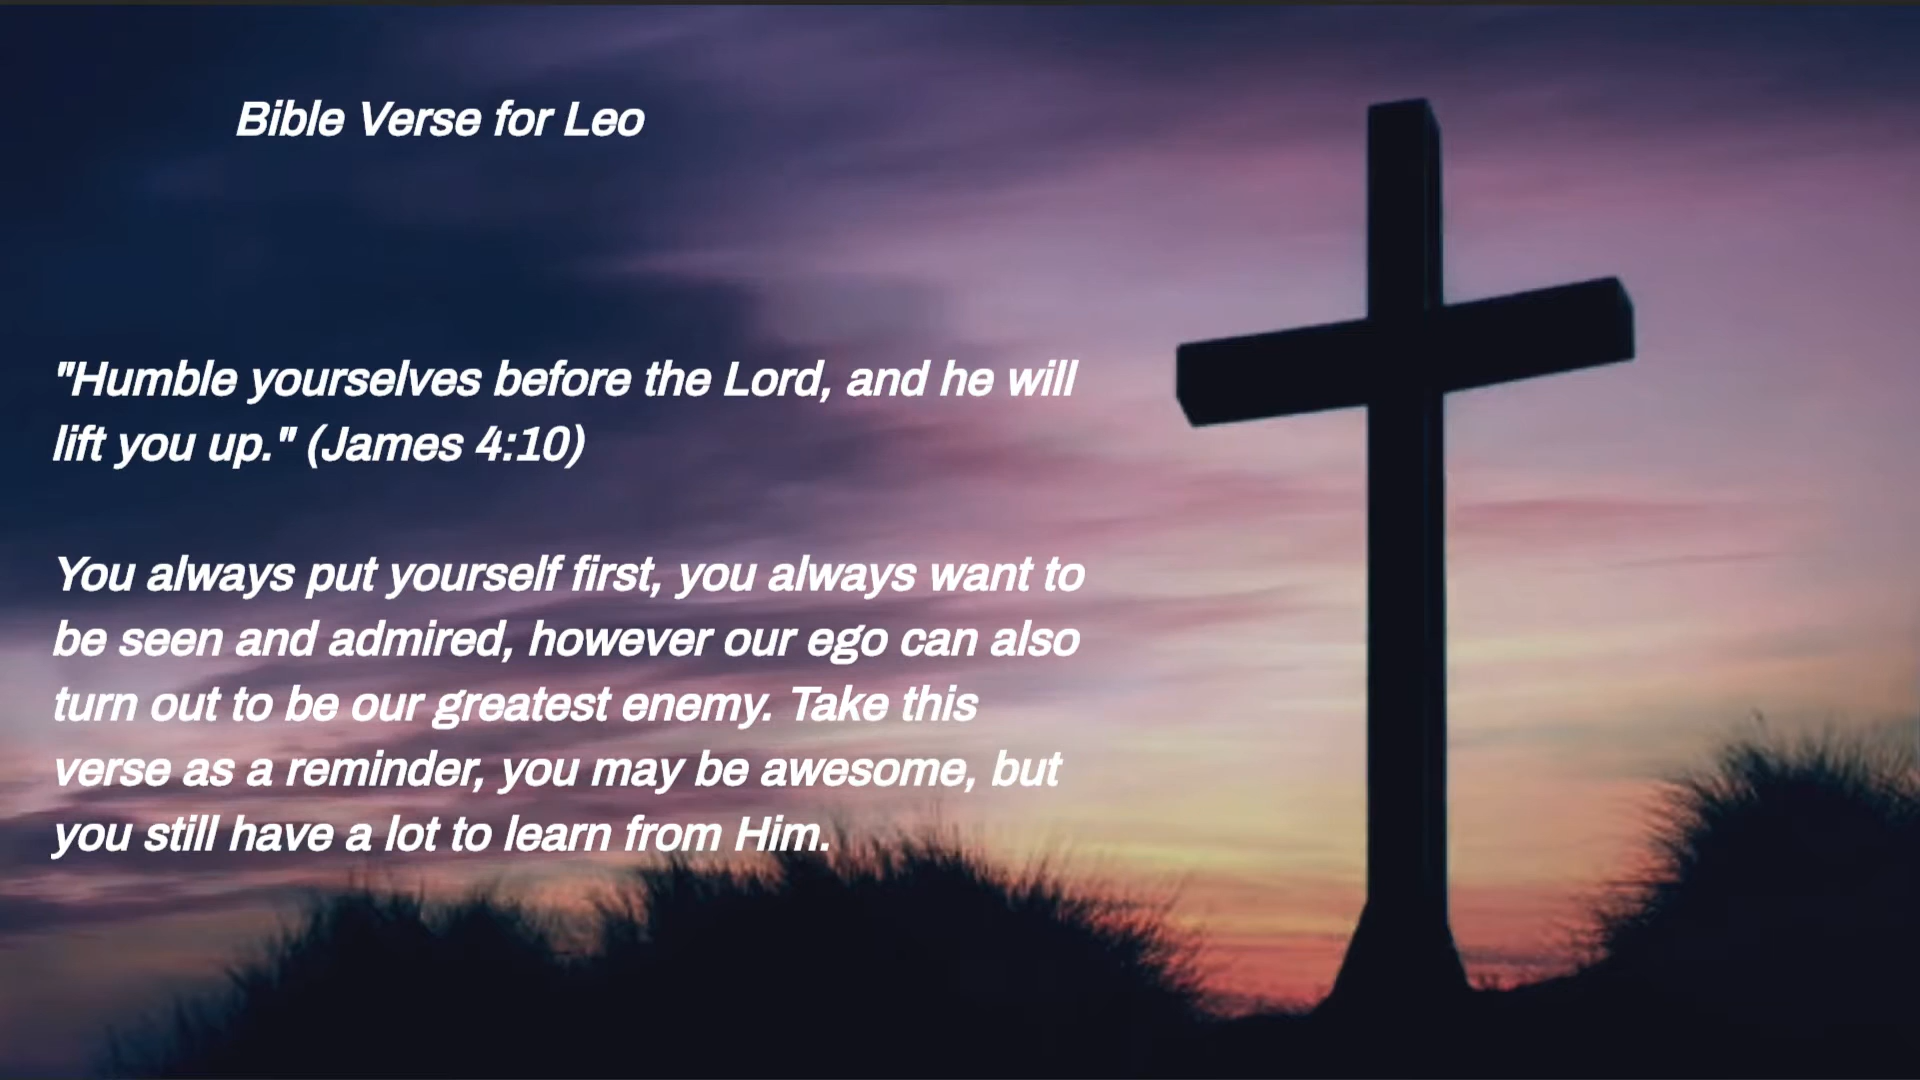 Bible Verse for Leo
"Humble yourselves before the Lord, and he will
lift you up." (James 4:10)
You always put yourself first, you always want to
be seen and admired, however our ego can also
turn out to be our greatest enemy. Take this
verse as a reminder, you may be awesome, but
you still have a lot to learn from Him.